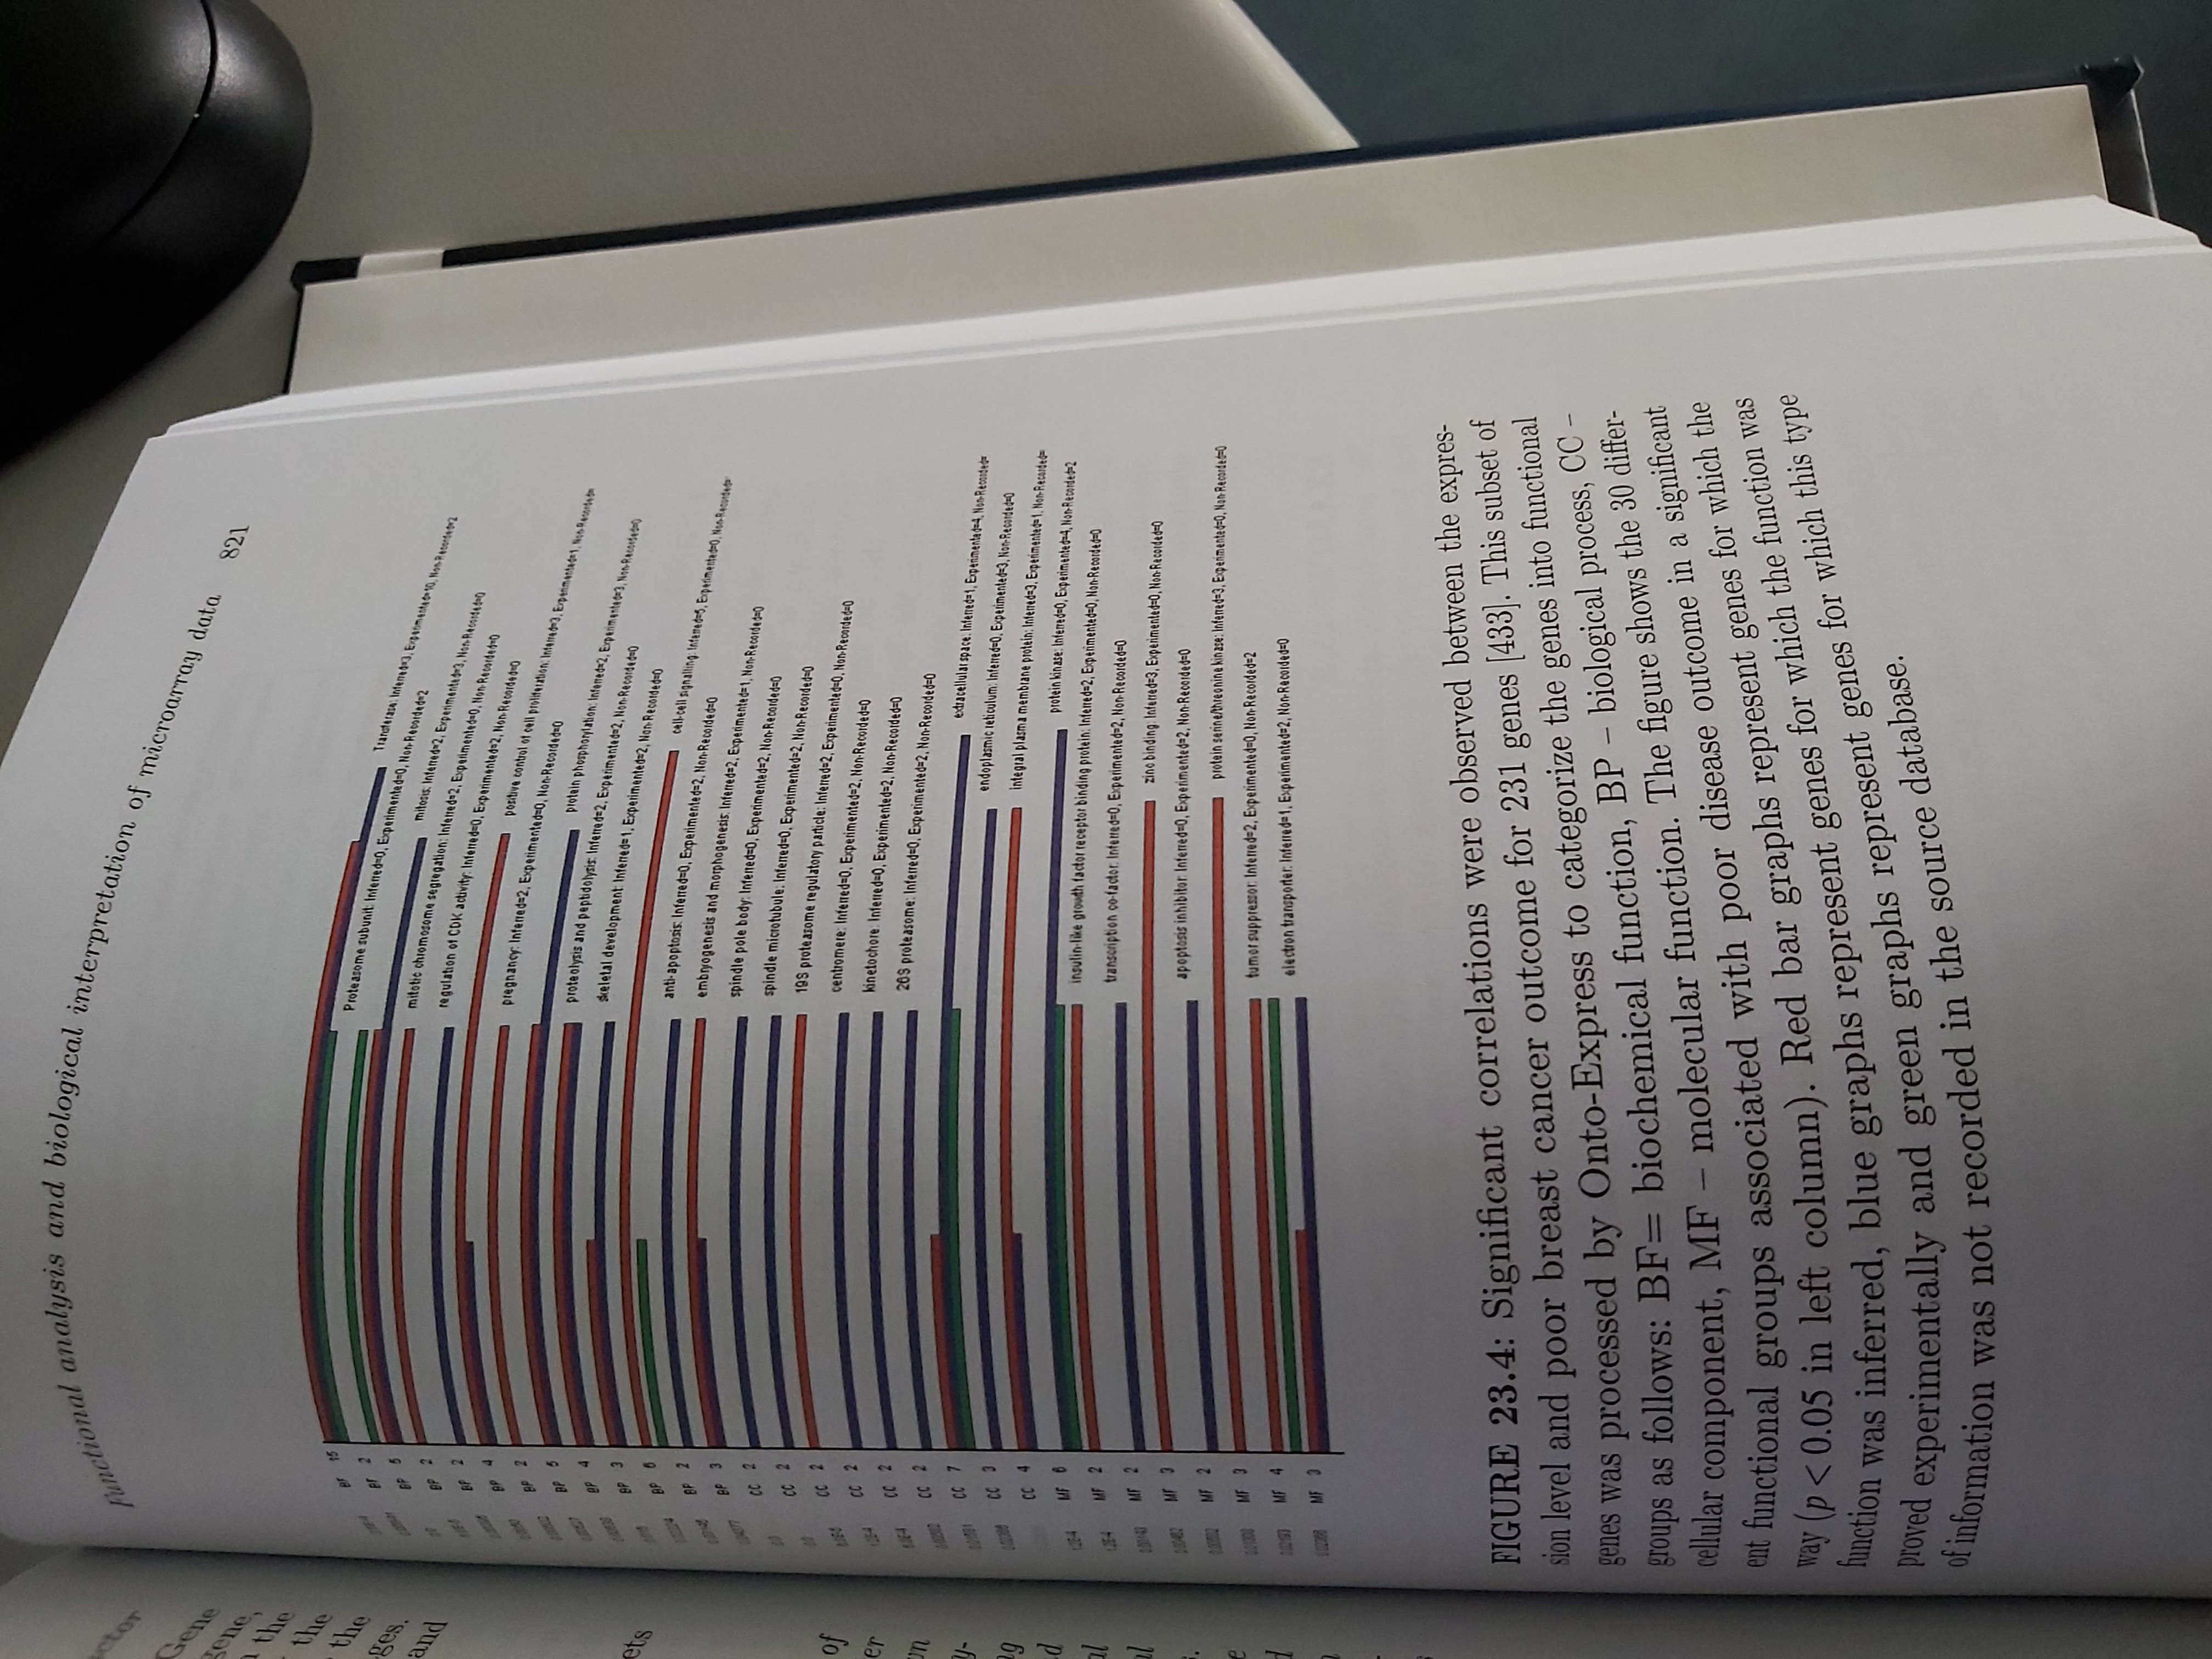 Functional analysis and biological interpretation of microarray data 821
BF 15 Transferase: Inferred=3, Experimented=10, Non-Recorded=2
BF 2 Proteasome subunit: Inferred=0, Experimented=0, Non-Recorded=2
BP 5 mitosis: Inferred=2, Experimented=3, Non-Recorded=0
BP 2 mitotic chromosome segregation: Inferred=2, Experimented=0, Non-Recorded=0
BP 2 regulation of CDK activity: Inferred=0, Experimented=2, Non-Recorded=0
BP 4 positive control of cell proliferation: Inferred=3, Experimented=1, Non-Recorded=
BP 2 pregnancy: Inferred=2, Experimented=0, Non-Recorded=0
BP 5 protein phosphorylation: Inferred=2, Experimented=3, Non-Recorded=0
BP 4 proteolysis and peptidolysis: Inferred=2, Experimented=2, Non-Recorded=0
BP 3 skeletal development: Inferred=1, Experimented=2, Non-Recorded=0
BP 6 cell-cell signalling: Inferred=5, Experimented=0, Non-Recorded=
BP 2 anti-apoptosis: Inferred=0, Experimented=2, Non-Recorded=0
BP 3 embryogenesis and morphogenesis: Inferred=2, Experimented=1, Non-Recorded=0
0.0 CC 2 spindle pole body: Inferred=0, Experimented=2, Non-Recorded=0
0.0 CC 2 spindle microtubule: Inferred=0, Experimented=2, Non-Recorded=0
CC 2 19S proteasome regulatory particle: Inferred=2, Experimented=0, Non-Recorded=0
CC 2 centromere: Inferred=0, Experimented=2, Non-Recorded=0
CC 2 kinetochore: Inferred=0, Experimented=2, Non-Recorded=0
CC 2 26S proteasome: Inferred=0, Experimented=2, Non-Recorded=0
CC 7 extracellular space: Inferred=1, Experimented=4, Non-Recorded=
CC 3 endoplasmic reticulum: Inferred=0, Experimented=3, Non-Recorded=0
CC 4 integral plasma membrane protein: Inferred=3, Experimented=1, Non-Recorded=
MF 6 protein kinase: Inferred=0, Experimented=4, Non-Recorded=2
MF 2 insulin-like growth factor receptor binding protein: Inferred=2, Experimented=0, Non-Recorded=0
MF 2 transcription co-factor: Inferred=0, Experimented=2, Non-Recorded=0
MF 3 zinc binding: Inferred=3, Experimented=0, Non-Recorded=0
MF 2 apoptosis inhibitor: Inferred=0, Experimented=2, Non-Recorded=0
MF 3 protein serine/threonine kinase: Inferred=3, Experimented=0, Non-Recorded=0
MF 4 tumor suppressor: Inferred=2, Experimented=0, Non-Recorded=2
MF 3 electron transporter: Inferred=1, Experimented=2, Non-Recorded=0
FIGURE 23.4: Significant correlations were observed between the expres-
sion level and poor breast cancer outcome for 231 genes [433]. This subset of
genes was processed by Onto-Express to categorize the genes into functional
groups as follows: BF= biochemical function, BP – biological process, CC –
cellular component, MF – molecular function. The figure shows the 30 differ-
ent functional groups associated with poor disease outcome in a significant
way (p < 0.05 in left column). Red bar graphs represent genes for which the
function was inferred, blue graphs represent genes for which the function was
proved experimentally and green graphs represent genes for which this type
of information was not recorded in the source database.